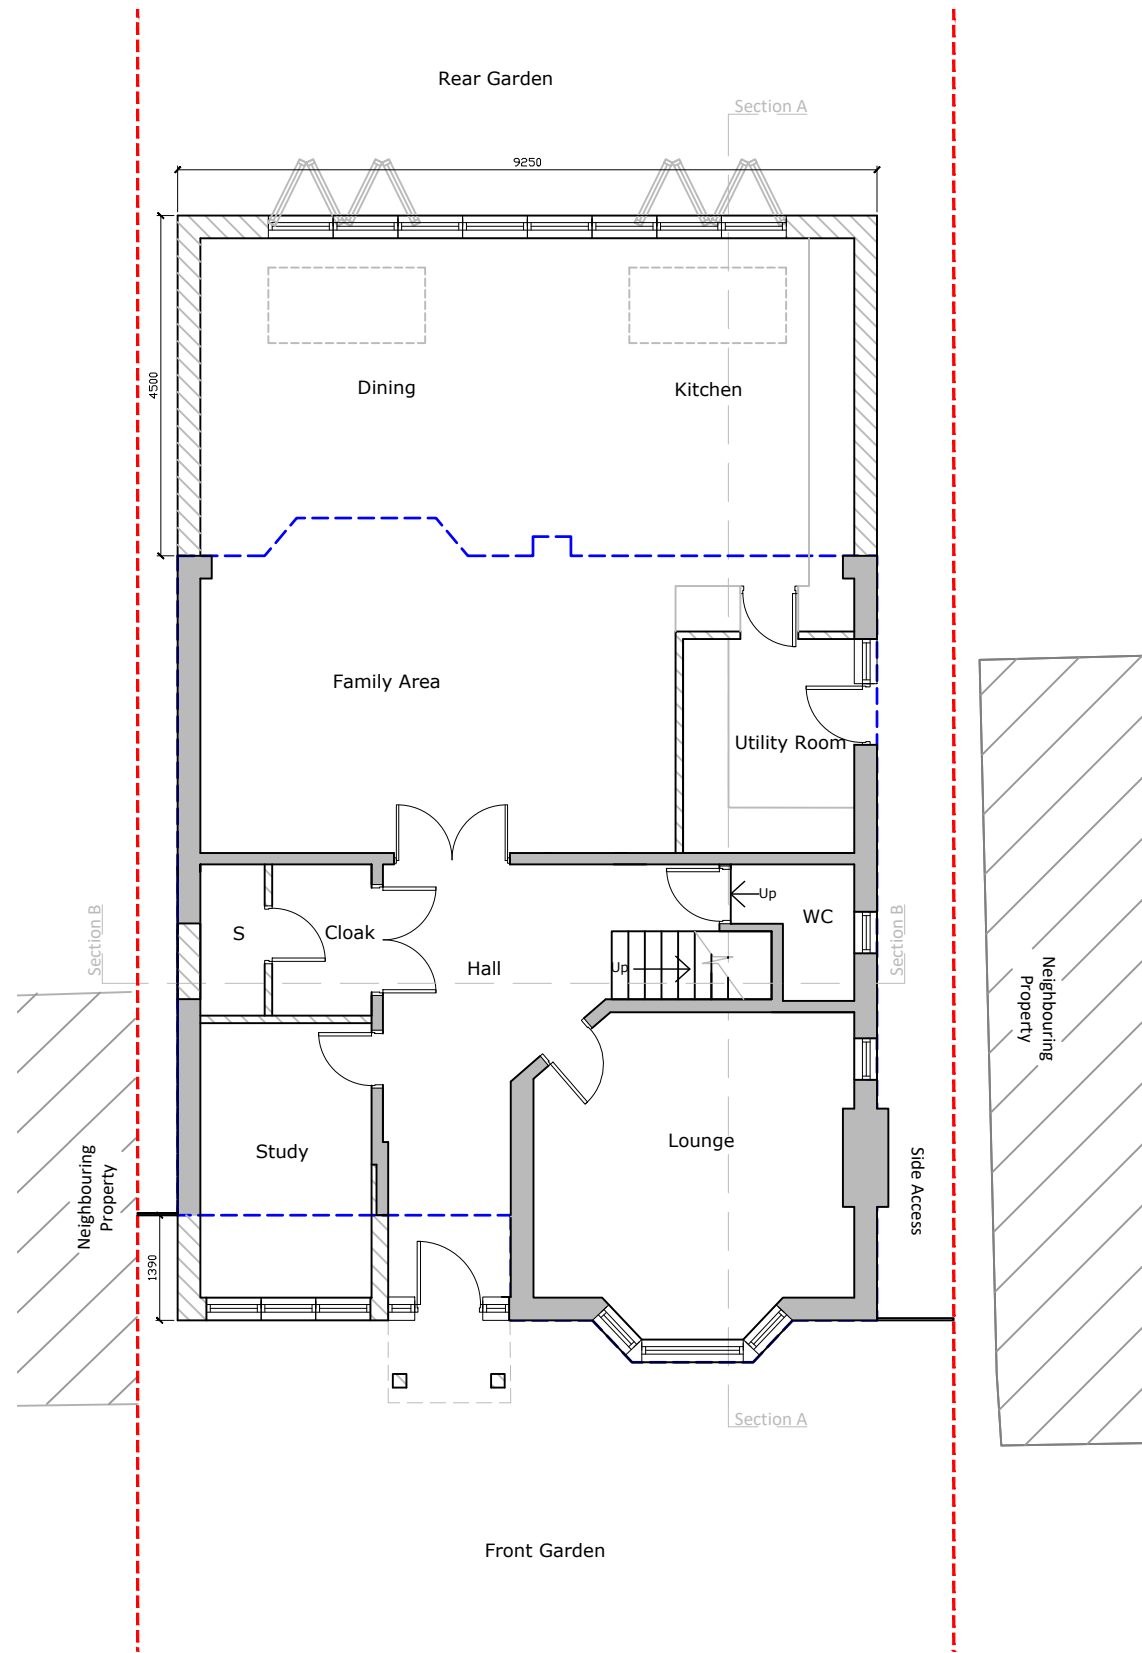 Rear Garden
Section A
9250
4500
Dining
Kitchen
Family Area
Utility Room
Up
WC
S
Cloak
Section B
Section B
Hall
Up
Neighbouring
Property
Study
Lounge
Neighbouring
Property
Side Access
1390
Section A
Front Garden